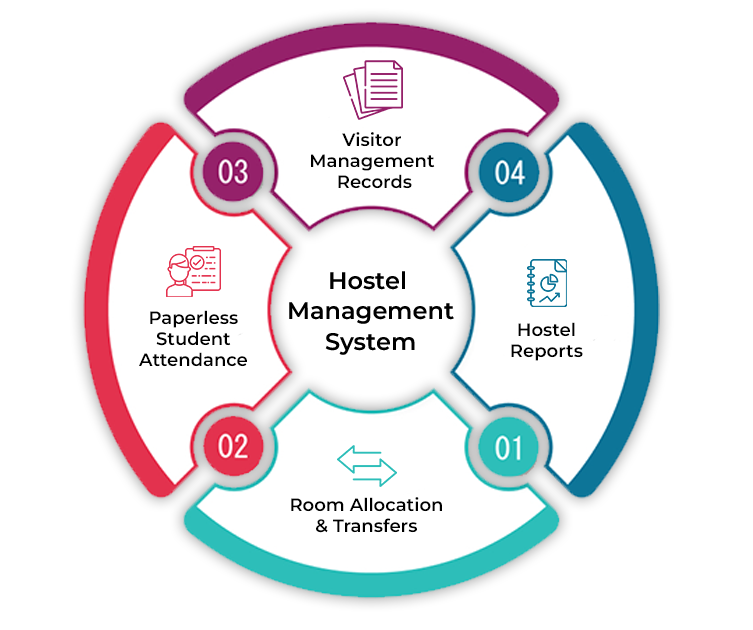 Visitor
Management
Records
03
04
Hostel
Management
System
Paperless
Student
Attendance
Hostel
Reports
02
01
Room Allocation
& Transfers